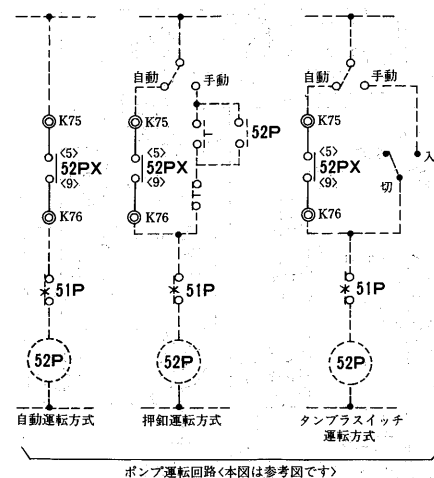 K75
<5>
52PX
<9>
K76
51P
52P
自動運転方式
自動
手動
K75
<5>
52PX
<9>
K76
52P
51P
52P
押釦運転方式
自動
手動
K75
<5>
52PX
<9>
K76
入
切
51P
52P
タンブラスイッチ
運転方式
ポンプ運転回路<本図は参考図です>